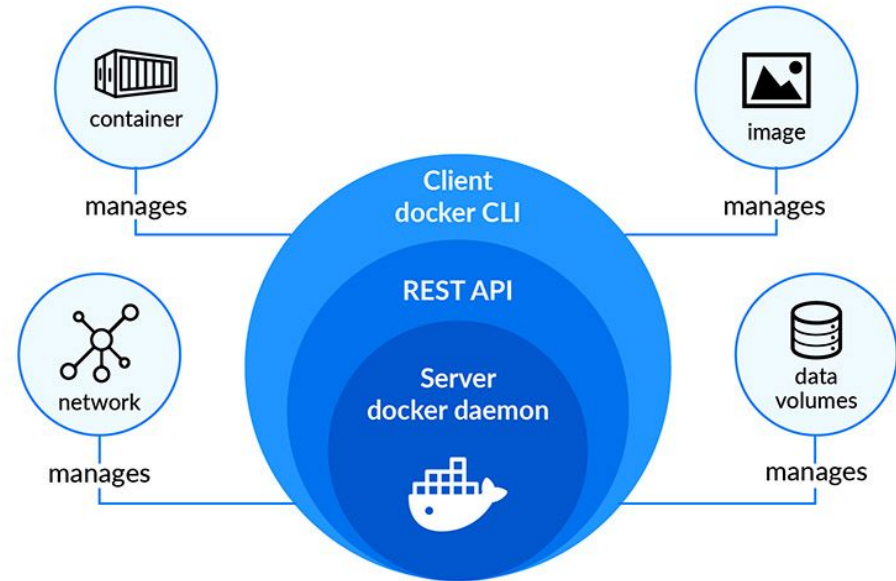 container
manages
image
manages
Client
docker CLI
REST API
Server
docker daemon
network
manages
data
volumes
manages